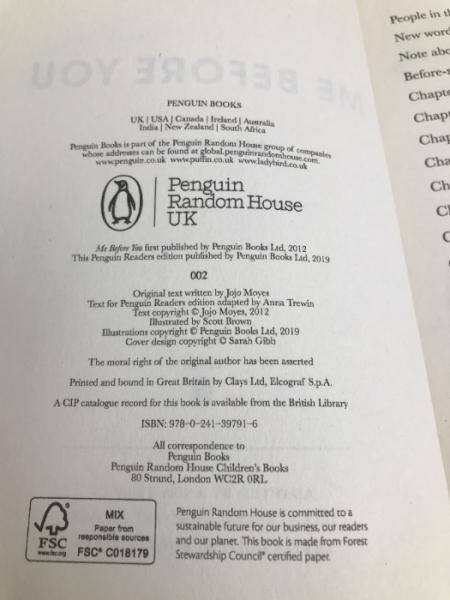 PENGUIN BOOKS
UK | USA | Canada | Ireland | Australia
India | New Zealand | South Africa
Penguin Books is part of the Penguin Random House group of companies
whose addresses can be found at global.penguinrandomhouse.com.
www.penguin.co.uk www.puffin.co.uk www.ladybird.co.uk
Penguin
Random House
UK
Me Before You first published by Penguin Books Ltd, 2012
This Penguin Readers edition published by Penguin Books Ltd, 2019
002
Original text written by Jojo Moyes
Text for Penguin Readers edition adapted by Anna Trewin
Text copyright © Jojo Moyes, 2012
Illustrated by Scott Brown
Illustrations copyright © Penguin Books Ltd, 2019
Cover design copyright © Sarah Gibb
The moral right of the original author has been asserted
Printed and bound in Great Britain by Clays Ltd, Elcograf S.p.A.
A CIP catalogue record for this book is available from the British Library
ISBN: 978-0-241-39791-6
All correspondence to
Penguin Books
Penguin Random House Children's Books
80 Strand, London WC2R 0RL
FSC
www.fsc.org
MIX
Paper from
responsible sources
FSC® C018179
Penguin Random House is committed to a
sustainable future for our business, our readers
and our planet. This book is made from Forest
Stewardship Council® certified paper.
People in
New
Note